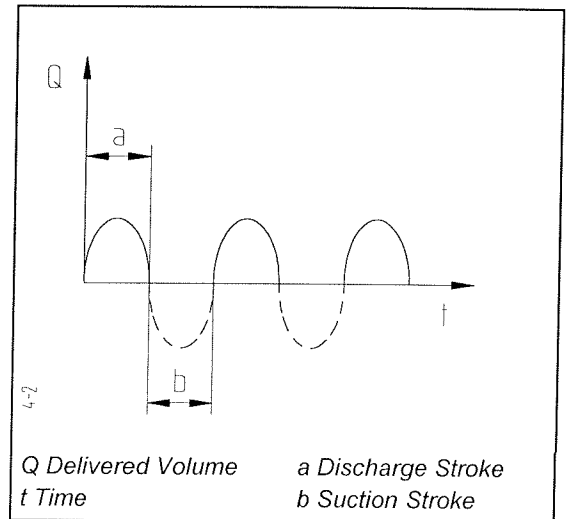 Q
a
t
b
4-2
Q Delivered Volume a Discharge Stroke
t Time b Suction Stroke